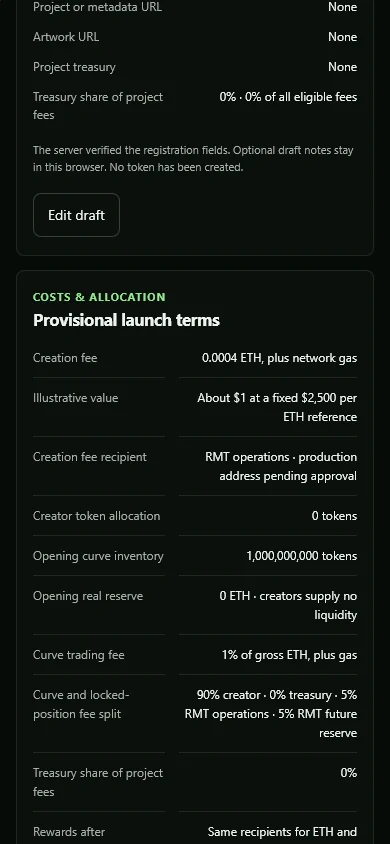 Project or metadata URL None
Artwork URL None
Project treasury None
Treasury share of project 0% · 0% of all eligible fees
fees
The server verified the registration fields. Optional draft notes stay
in this browser. No token has been created.
Edit draft
COSTS & ALLOCATION
Provisional launch terms
Creation fee 0.0004 ETH, plus network gas
Illustrative value About $1 at a fixed $2,500 per
ETH reference
Creation fee recipient RMT operations · production
address pending approval
Creator token allocation 0 tokens
Opening curve inventory 1,000,000,000 tokens
Opening real reserve 0 ETH · creators supply no
liquidity
Curve trading fee 1% of gross ETH, plus gas
Curve and locked- 90% creator · 0% treasury · 5%
position fee split RMT operations · 5% RMT future
reserve
Treasury share of project 0%
fees
Rewards after Same recipients for ETH and